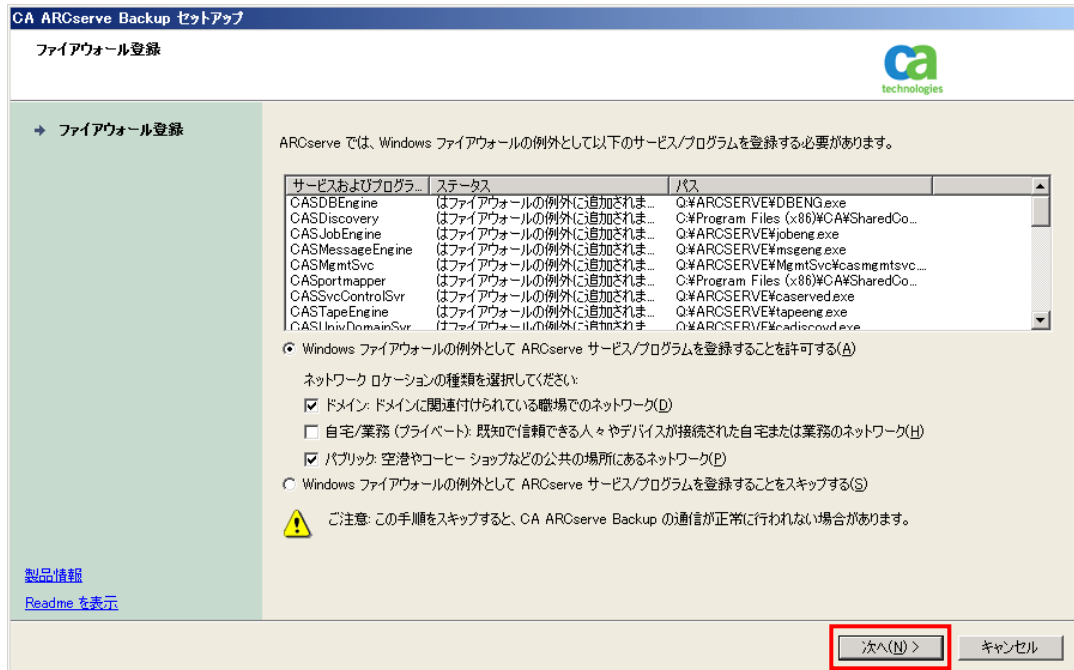 CA ARCserve Backup セットアップ
ファイアウォール登録
ca
technologies
➔ ファイアウォール登録
ARCserve では、Windows ファイアウォールの例外として以下のサービス/プログラムを登録する必要があります。
サービスおよびプログラ... ステータス パス
CASDBEngine はファイアウォールの例外に追加されま... Q:¥ARCSERVE¥DBENG.exe
CASDiscovery はファイアウォールの例外に追加されま... C:¥Program Files (x86)¥CA¥SharedCo...
CASJobEngine はファイアウォールの例外に追加されま... Q:¥ARCSERVE¥jobeng.exe
CASMessageEngine はファイアウォールの例外に追加されま... Q:¥ARCSERVE¥msgeng.exe
CASMgmtSvc はファイアウォールの例外に追加されま... Q:¥ARCSERVE¥MgmtSvc¥casmgmtsvc....
CASportmapper はファイアウォールの例外に追加されま... C:¥Program Files (x86)¥CA¥SharedCo...
CASSvcControlSvr はファイアウォールの例外に追加されま... Q:¥ARCSERVE¥caserved.exe
CASTapeEngine はファイアウォールの例外に追加されま... Q:¥ARCSERVE¥tapeeng.exe
CASUnivDomainSvr はファイアウォールの例外に追加されま Q:¥ARCSERVE¥cadiscovd.exe
Windows ファイアウォールの例外として ARCserve サービス/プログラムを登録することを許可する(A)
ネットワーク ロケーションの種類を選択してください:
ドメイン: ドメインに関連付けられている職場でのネットワーク(D)
自宅/業務 (プライベート): 既知で信頼できる人々やデバイスが接続された自宅または業務のネットワーク(H)
パブリック: 空港やコーヒー ショップなどの公共の場所にあるネットワーク(P)
Windows ファイアウォールの例外として ARCserve サービス/プログラムを登録することをスキップする(S)
ご注意: この手順をスキップすると、CA ARCserve Backup の通信が正常に行われない場合があります。
製品情報
Readme を表示
次へ(N) >
キャンセル